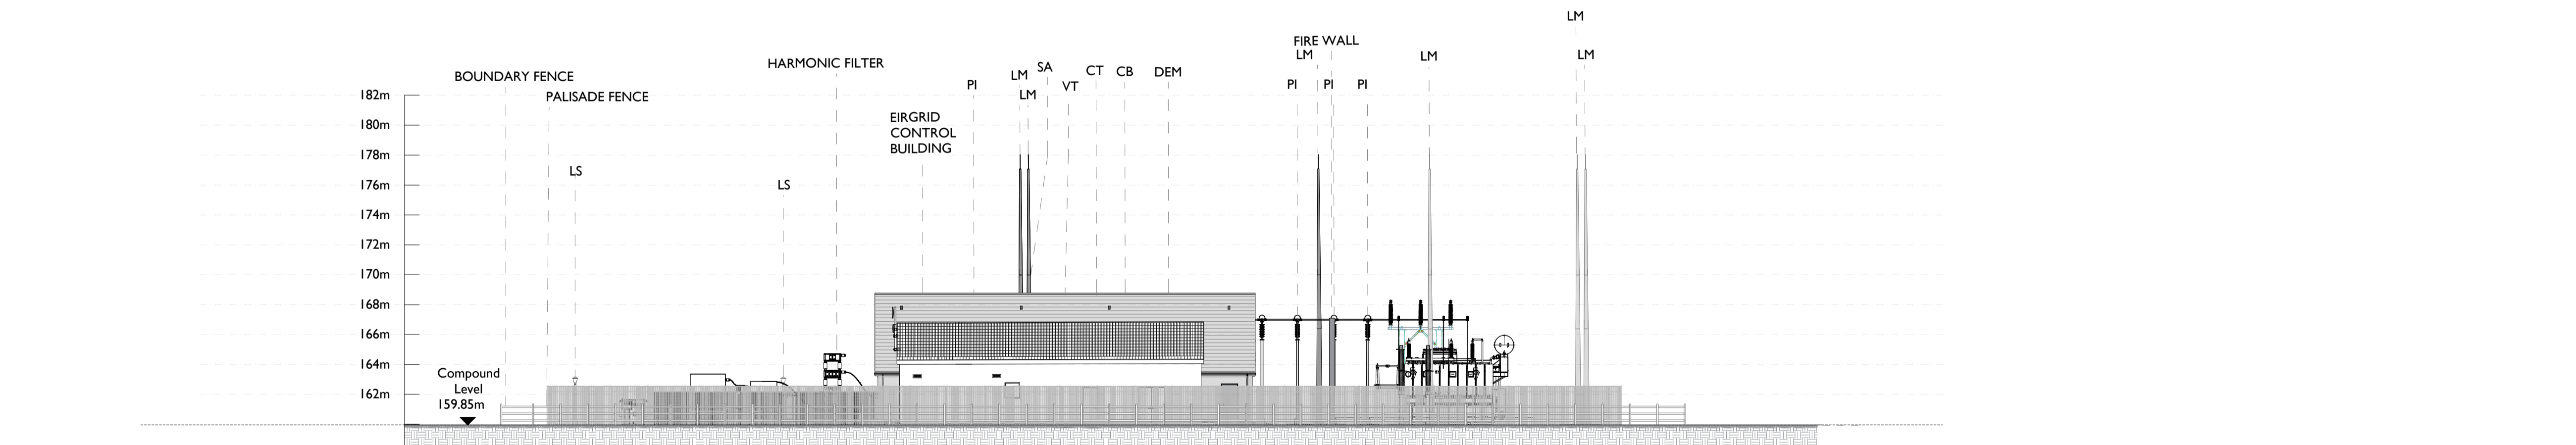 LM
FIRE WALL
LM
LM
LM
HARMONIC FILTER
SA
CT
CB
DEM
BOUNDARY FENCE
LM
VT
PI
PI
PI
PI
182m
PALISADE FENCE
LM
EIRGRID
CONTROL
BUILDING
180m
178m
LS
176m
LS
174m
172m
170m
168m
166m
164m
Compound
Level
159.85m
162m